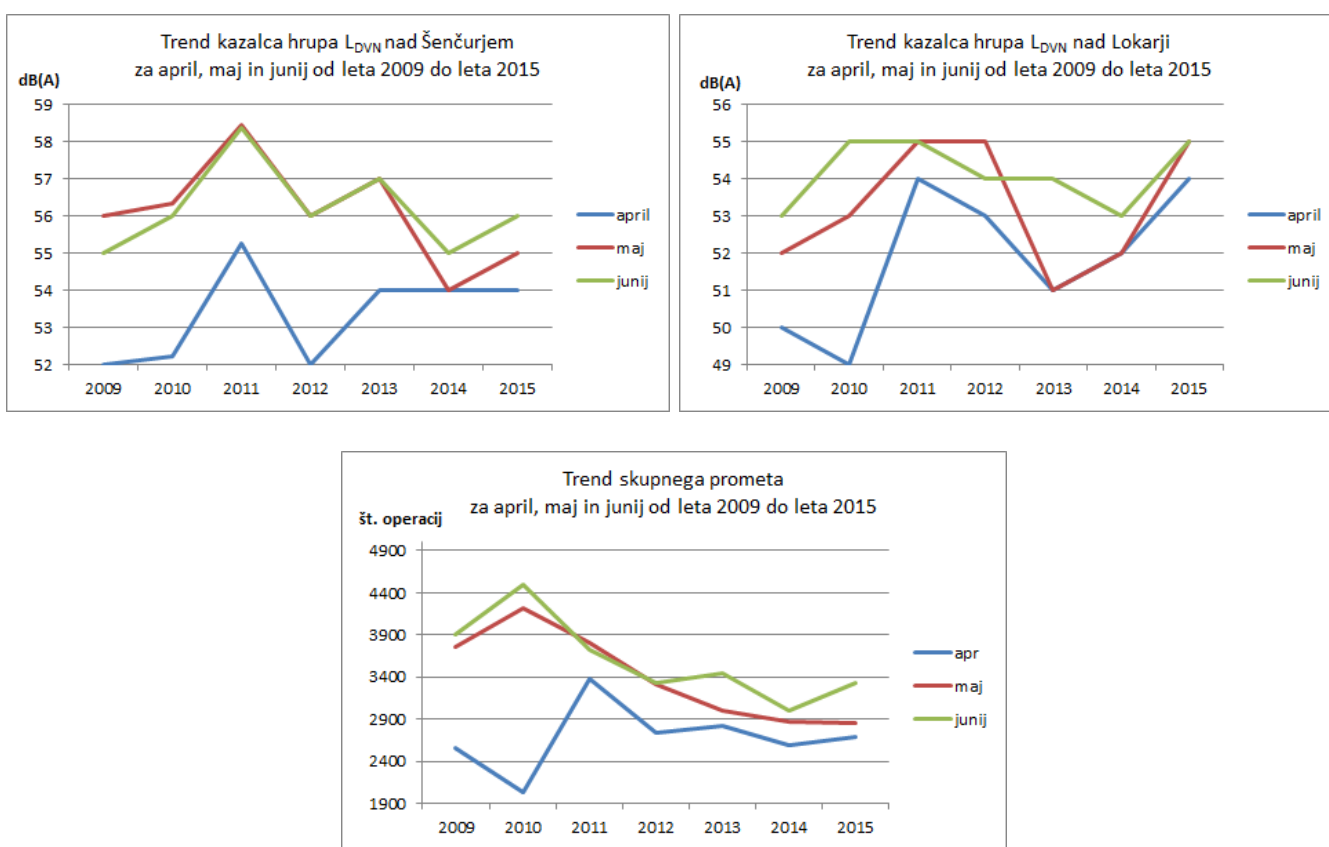 Trend kazalca hrupa LDVN nad Šenčurjem
za april, maj in junij od leta 2009 do leta 2015
dB(A)
59
58
57
56
55
54
53
52
2009 2010 2011 2012 2013 2014 2015
april
maj
junij
Trend kazalca hrupa LDVN nad Lokarji
za april, maj in junij od leta 2009 do leta 2015
dB(A)
56
55
54
53
52
51
50
49
2009 2010 2011 2012 2013 2014 2015
april
maj
junij
Trend skupnega prometa
za april, maj in junij od leta 2009 do leta 2015
št. operacij
4900
4400
3900
3400
2900
2400
1900
2009 2010 2011 2012 2013 2014 2015
apr
maj
junij